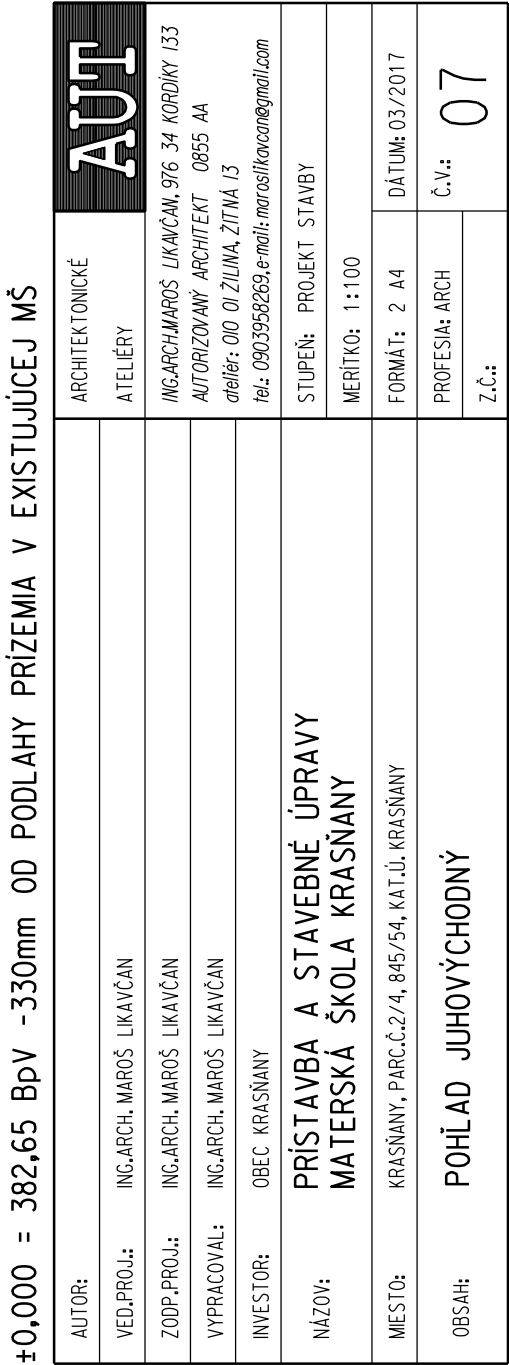 ±0,000 = 382,65 BpV -330mm OD PODLAHY PRÍZEMIA V EXISTUJÚCEJ MŠ
AUTOR:
VED.PROJ.: ING.ARCH. MAROŠ LIKAVČAN
ZODP.PROJ.: ING.ARCH. MAROŠ LIKAVČAN
VYPRACOVAL: ING.ARCH. MAROŠ LIKAVČAN
INVESTOR: OBEC KRASŇANY
NÁZOV: PRÍSTAVBA A STAVEBNÉ ÚPRAVY
MATERSKÁ ŠKOLA KRASŇANY
MIESTO: KRASŇANY, PARC.Č.2/4, 845/54, KAT.Ú. KRASŇANY
OBSAH: POHĽAD JUHOVÝCHODNÝ
ARCHITEKTONICKÉ
ATELIÉRY
AUT
ING.ARCH.MAROŠ LIKAVČAN, 976 34 KORDÍKY 133
AUTORIZOVANÝ ARCHITEKT 0855 AA
ateliér: 010 01 ŽILINA, ŽITNÁ 13
tel.: 0903958269,e-mail: maroslikavcan@gmail.com
STUPEŇ: PROJEKT STAVBY
MERÍTKO: 1:100
FORMÁT: 2 A4
DÁTUM: 03/2017
PROFESIA: ARCH
Č.V.: 07
Z.Č.: